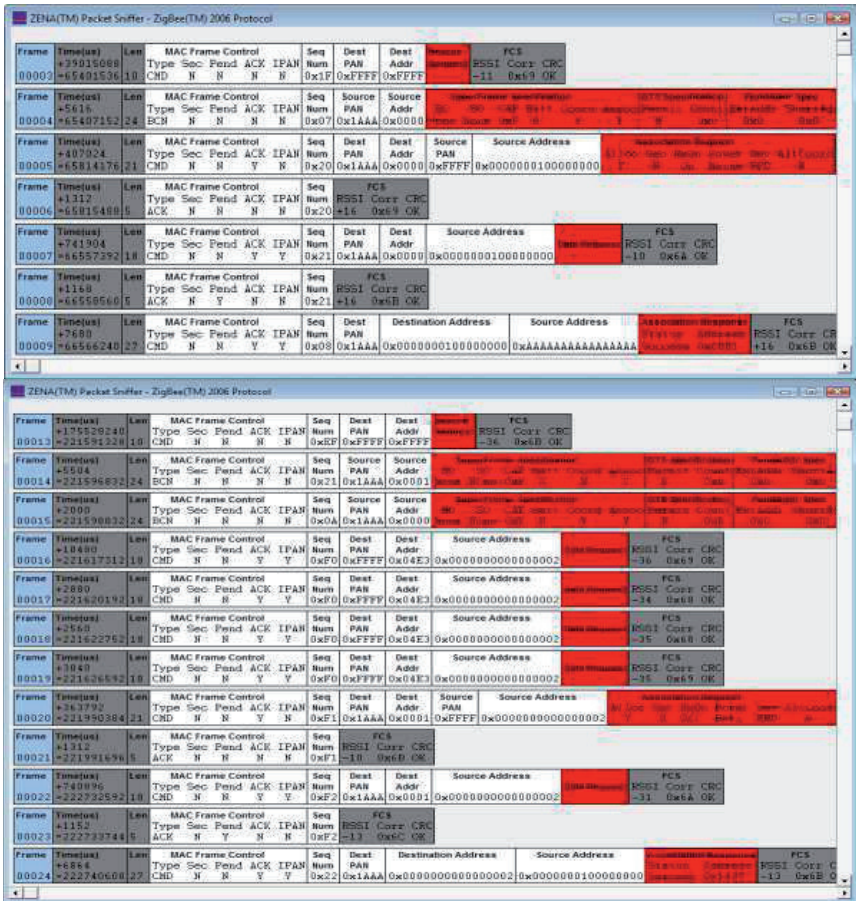 ZENA(TM) Packet Sniffer - ZigBee(TM) 2006 Protocol
Frame Time(us) Len MAC Frame Control Seq Dest Dest FCS
+39015088 Type Sec Pend ACK IPAN Num PAN Addr RSSI Corr CRC
00003 =65401536 10 CMD N N N N 0x1F 0xFFFF 0xFFFF -11 0x69 OK
Frame Time(us) Len MAC Frame Control Seq Source Source
+5616 Type Sec Pend ACK IPAN Num PAN Addr
00004 =65407152 24 BCN N N N N 0x07 0x1AAA 0x0000
Frame Time(us) Len MAC Frame Control Seq Dest Dest Source Source Address Association Request
+407024 Type Sec Pend ACK IPAN Num PAN Addr PAN
00005 =65814176 21 CMD N N Y N 0x20 0x1AAA 0x0000 0xFFFF 0x0000000100000000
Frame Time(us) Len MAC Frame Control Seq FCS
+1312 Type Sec Pend ACK IPAN Num RSSI Corr CRC
00006 =65815488 5 ACK N N N N 0x20 +16 0x69 OK
Frame Time(us) Len MAC Frame Control Seq Dest Dest Source Address FCS
+741904 Type Sec Pend ACK IPAN Num PAN Addr Data Request RSSI Corr CRC
00007 =66557392 18 CMD N N Y Y 0x21 0x1AAA 0x0000 0x0000000100000000 -10 0x6A OK
Frame Time(us) Len MAC Frame Control Seq FCS
+1168 Type Sec Pend ACK IPAN Num RSSI Corr CRC
00008 =66558560 5 ACK N Y N N 0x21 +16 0x6B OK
Frame Time(us) Len MAC Frame Control Seq Dest Destination Address Source Address Association Response FCS
+7680 Type Sec Pend ACK IPAN Num PAN Status Address RSSI Corr CR
00009 =66566240 27 CMD N N Y Y 0x08 0x1AAA 0x0000000100000000 0xAAAAAAAAAAAAAAAA Success +16 0x6B OK
ZENA(TM) Packet Sniffer - ZigBee(TM) 2006 Protocol
Frame Time(us) Len MAC Frame Control Seq Dest Dest FCS
+175529240 Type Sec Pend ACK IPAN Num PAN Addr RSSI Corr CRC
00013 =221591328 10 CMD N N N N 0xEF 0xFFFF 0xFFFF -36 0x6B OK
Frame Time(us) Len MAC Frame Control Seq Source Source
+5504 Type Sec Pend ACK IPAN Num PAN Addr
00014 =221596832 24 BCN N N N N 0x21 0x1AAA 0x0001
Frame Time(us) Len MAC Frame Control Seq Source Source
+2000 Type Sec Pend ACK IPAN Num PAN Addr
00015 =221598832 24 BCN N N N N 0x0A 0x1AAA 0x0000
Frame Time(us) Len MAC Frame Control Seq Dest Dest Source Address FCS
+18480 Type Sec Pend ACK IPAN Num PAN Addr Data Request RSSI Corr CRC
00016 =221617312 18 CMD N N Y Y 0xF0 0xFFFF 0x04E3 0x0000000000000002 -36 0x69 OK
Frame Time(us) Len MAC Frame Control Seq Dest Dest Source Address FCS
+2880 Type Sec Pend ACK IPAN Num PAN Addr Data Request RSSI Corr CRC
00017 =221620192 18 CMD N N Y Y 0xF0 0xFFFF 0x04E3 0x0000000000000002 -34 0x68 OK
Frame Time(us) Len MAC Frame Control Seq Dest Dest Source Address FCS
+2560 Type Sec Pend ACK IPAN Num PAN Addr Data Request RSSI Corr CRC
00018 =221622752 18 CMD N N Y Y 0xF0 0xFFFF 0x04E3 0x0000000000000002 -35 0x68 OK
Frame Time(us) Len MAC Frame Control Seq Dest Dest Source Address FCS
+3840 Type Sec Pend ACK IPAN Num PAN Addr Data Request RSSI Corr CRC
00019 =221626592 18 CMD N N Y Y 0xF0 0xFFFF 0x04E3 0x0000000000000002 -35 0x69 OK
Frame Time(us) Len MAC Frame Control Seq Dest Dest Source Source Address Association Request
+363792 Type Sec Pend ACK IPAN Num PAN Addr PAN
00020 =221990384 21 CMD N N Y N 0xF1 0x1AAA 0x0001 0xFFFF 0x0000000000000002
Frame Time(us) Len MAC Frame Control Seq FCS
+1312 Type Sec Pend ACK IPAN Num RSSI Corr CRC
00021 =221991696 5 ACK N N N N 0xF1 -10 OK
Frame Time(us) Len MAC Frame Control Seq Dest Dest Source Address FCS
+740896 Type Sec Pend ACK IPAN Num PAN Addr Data Request RSSI Corr CRC
00022 =222732592 18 CMD N N Y Y 0xF2 0x1AAA 0x0001 0x0000000000000002 -31 0x6A OK
Frame Time(us) Len MAC Frame Control Seq FCS
+1152 Type Sec Pend ACK IPAN Num RSSI Corr CRC
00023 =222733744 5 ACK N Y N N 0xF2 -13 0x6C OK
Frame Time(us) Len MAC Frame Control Seq Dest Destination Address Source Address Association Response FCS
+6864 Type Sec Pend ACK IPAN Num PAN Status Address RSSI Corr C
00024 =222740608 27 CMD N N Y Y 0x22 0x1AAA 0x0000000000000002 0x0000000100000000 -13 0x6B O